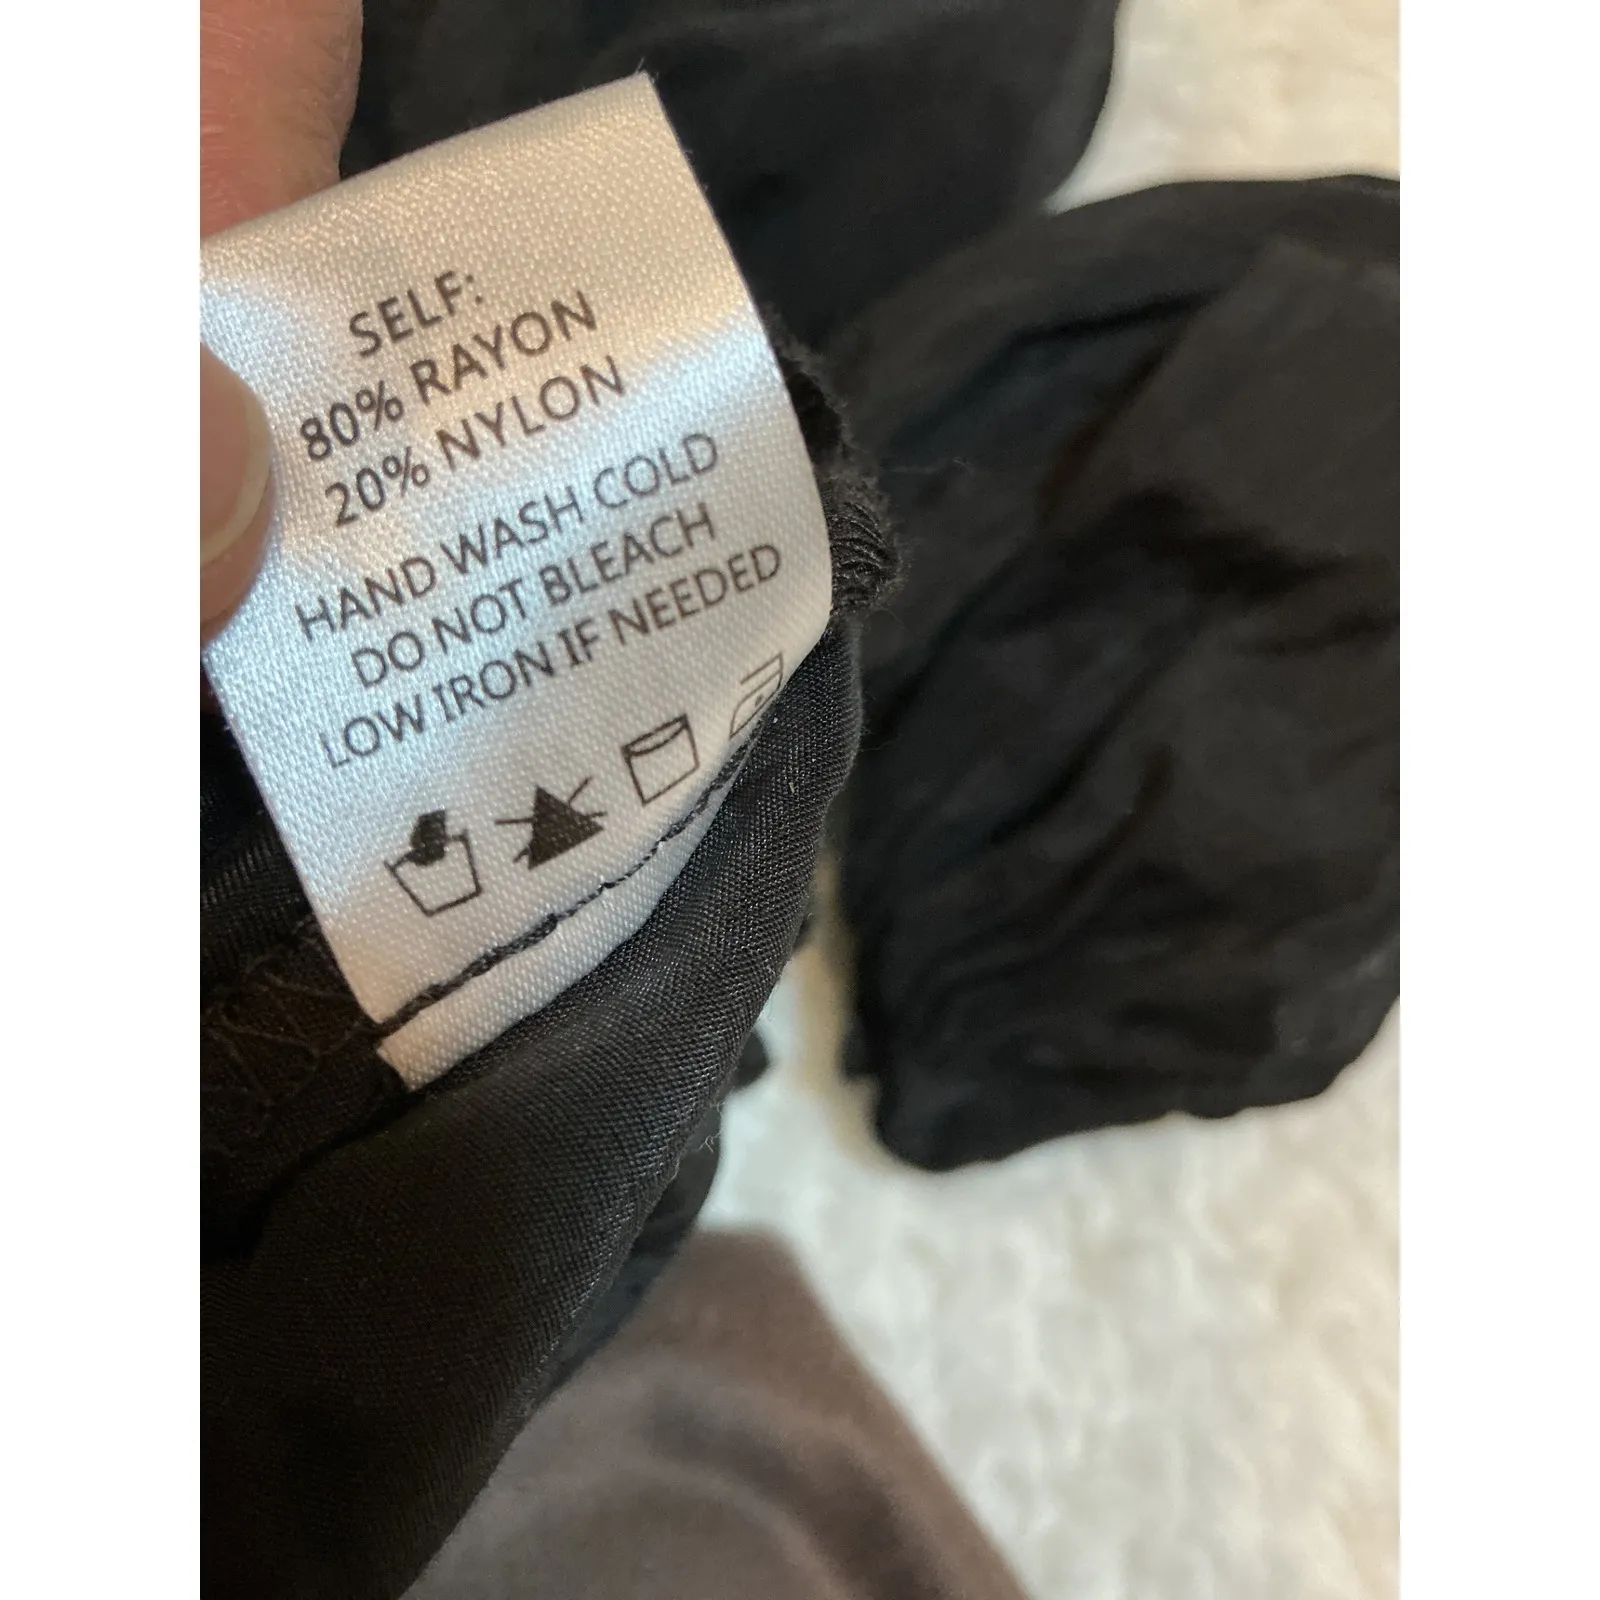 SELF:
80% RAYON
20% NYLON
HAND WASH COLD
DO NOT BLEACH
LOW IRON IF NEEDED